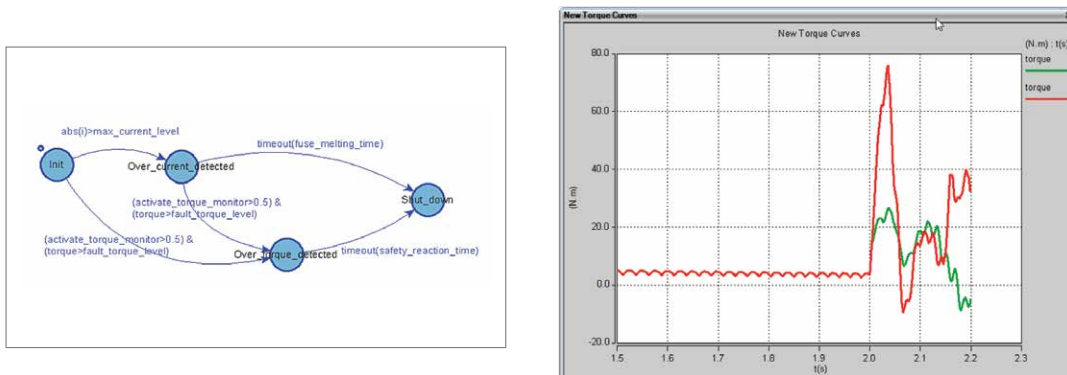 abs(i)>max_current_level
Init
Over_current_detected
timeout(fuse_melting_time)
Shut_down
(activate_torque_monitor>0.5) &
(torque>fault_torque_level)
(activate_torque_monitor>0.5) &
(torque>fault_torque_level)
Over_torque_detected
timeout(safety_reaction_time)
New Torque Curves
New Torque Curves
(N.m) : t(s)
torque
torque
(N.m)
80.0
60.0
40.0
20.0
0.0
-20.0
1.5 1.6 1.7 1.8 1.9 2.0 2.1 2.2 2.3
t(s)